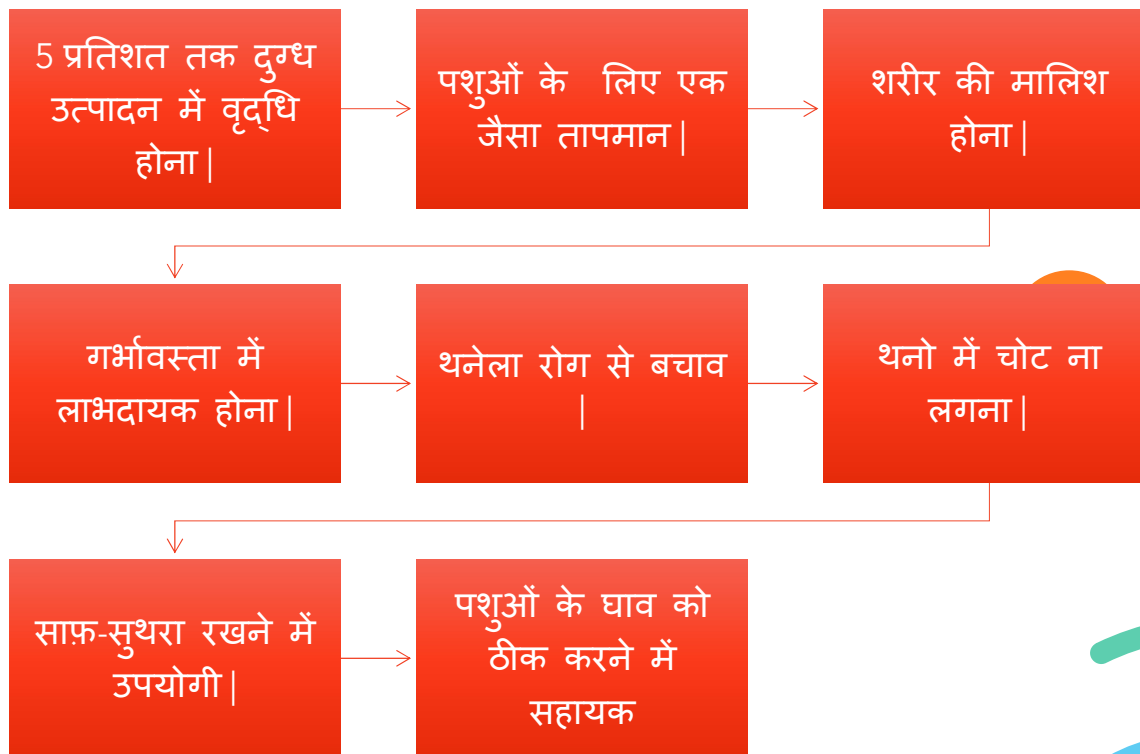 5 प्रतिशत तक दुग्ध
उत्पादन में वृद्धि
होना |
पशुओं के लिए एक
जैसा तापमान |
शरीर की मालिश
होना |
गर्भावस्ता में
लाभदायक होना |
थनेला रोग से बचाव
|
थनो में चोट ना
लगना |
साफ़-सुथरा रखने में
उपयोगी |
पशुओं के घाव को
ठीक करने में
सहायक